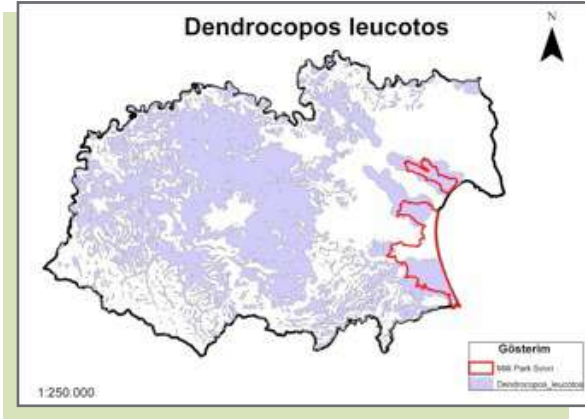 Dendrocopos leucotos
N
Gösterim
Milli Park Sınırı
Dendrocopos_leucotos
1:250.000